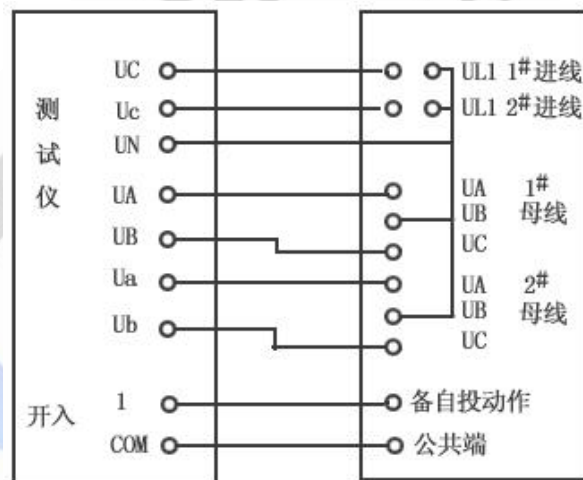 测试仪
UC
Uc
UN
UA
UB
Ua
Ub
开入
1
COM
UL1 1#进线
UL1 2#进线
UA 1#
UB 母线
UC
UA 2#
UB 母线
UC
备自投动作
公共端